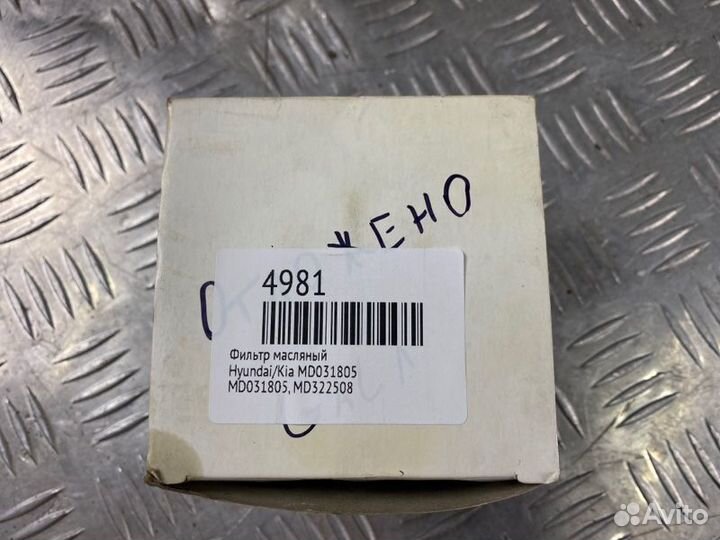 4981
Фильтр масляный
Hyundai/Kia MD031805
MD031805, MD322508
Avito